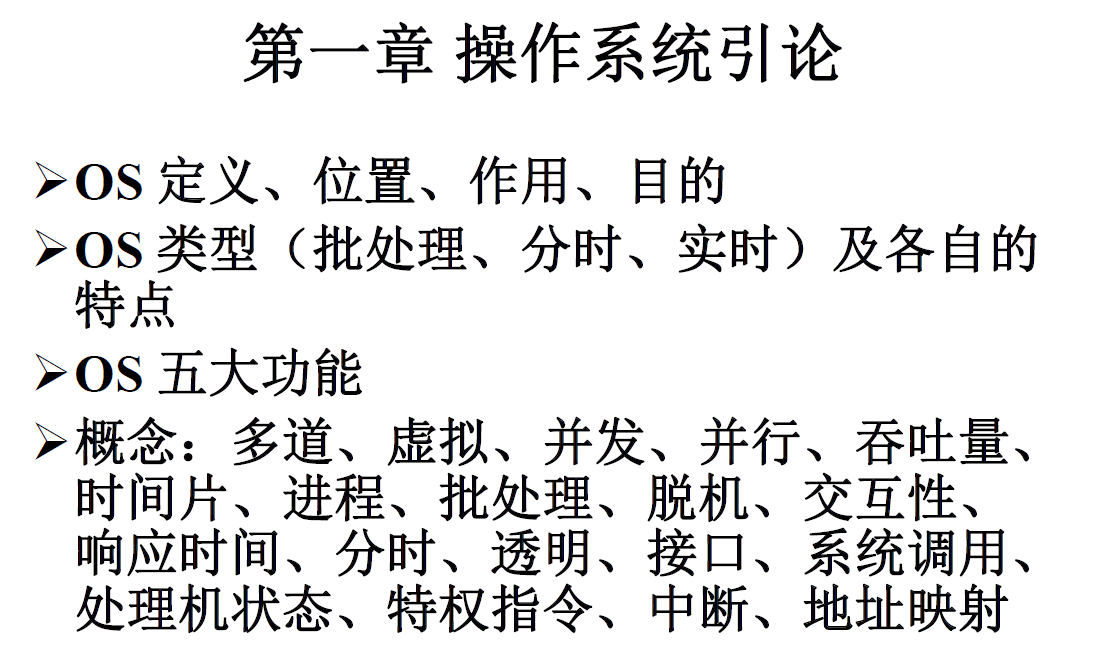 第一章 操作系统引论
➢OS 定义、位置、作用、目的
➢OS 类型（批处理、分时、实时）及各自的
特点
➢OS 五大功能
➢概念：多道、虚拟、并发、并行、吞吐量、
时间片、进程、批处理、脱机、交互性、
响应时间、分时、透明、接口、系统调用、
处理机状态、特权指令、中断、地址映射